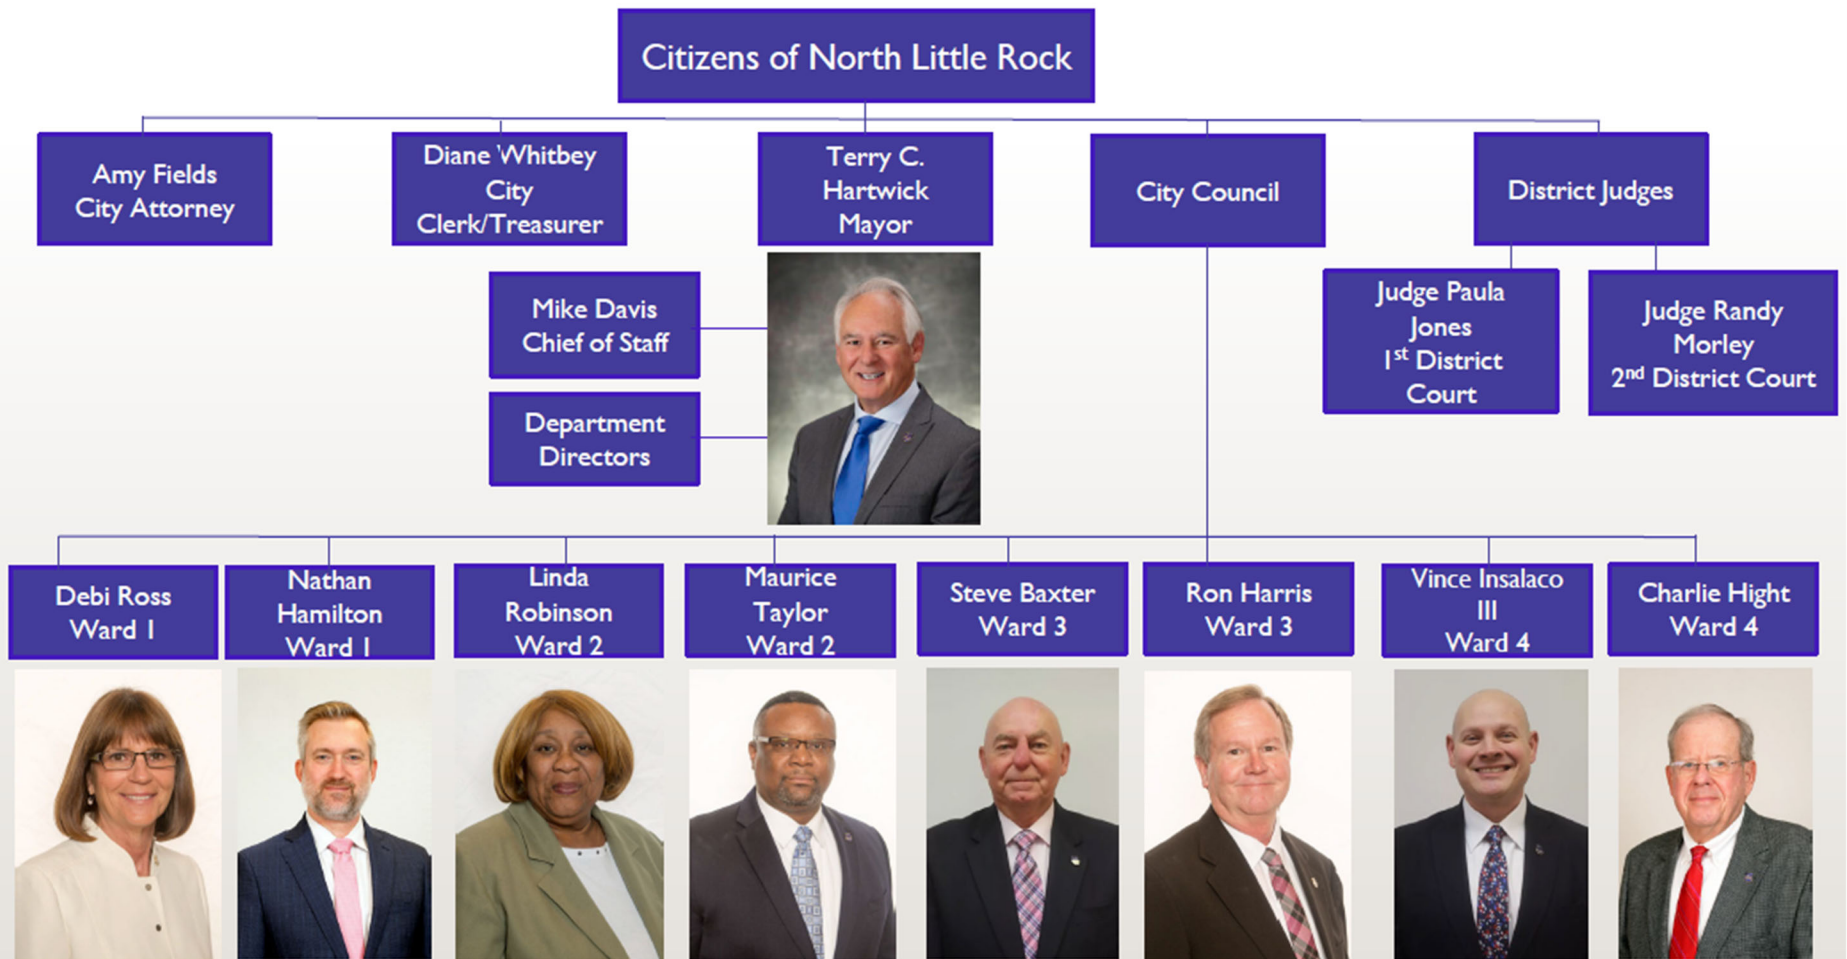 Citizens of North Little Rock
Amy Fields
City Attorney
Diane Whitbey
City
Clerk/Treasurer
Terry C.
Hartwick
Mayor
City Council
District Judges
Mike Davis
Chief of Staff
Department
Directors
Judge Paula
Jones
1st District
Court
Judge Randy
Morley
2nd District Court
Debi Ross
Ward 1
Nathan
Hamilton
Ward 1
Linda
Robinson
Ward 2
Maurice
Taylor
Ward 2
Steve Baxter
Ward 3
Ron Harris
Ward 3
Vince Insalaco
III
Ward 4
Charlie Hight
Ward 4